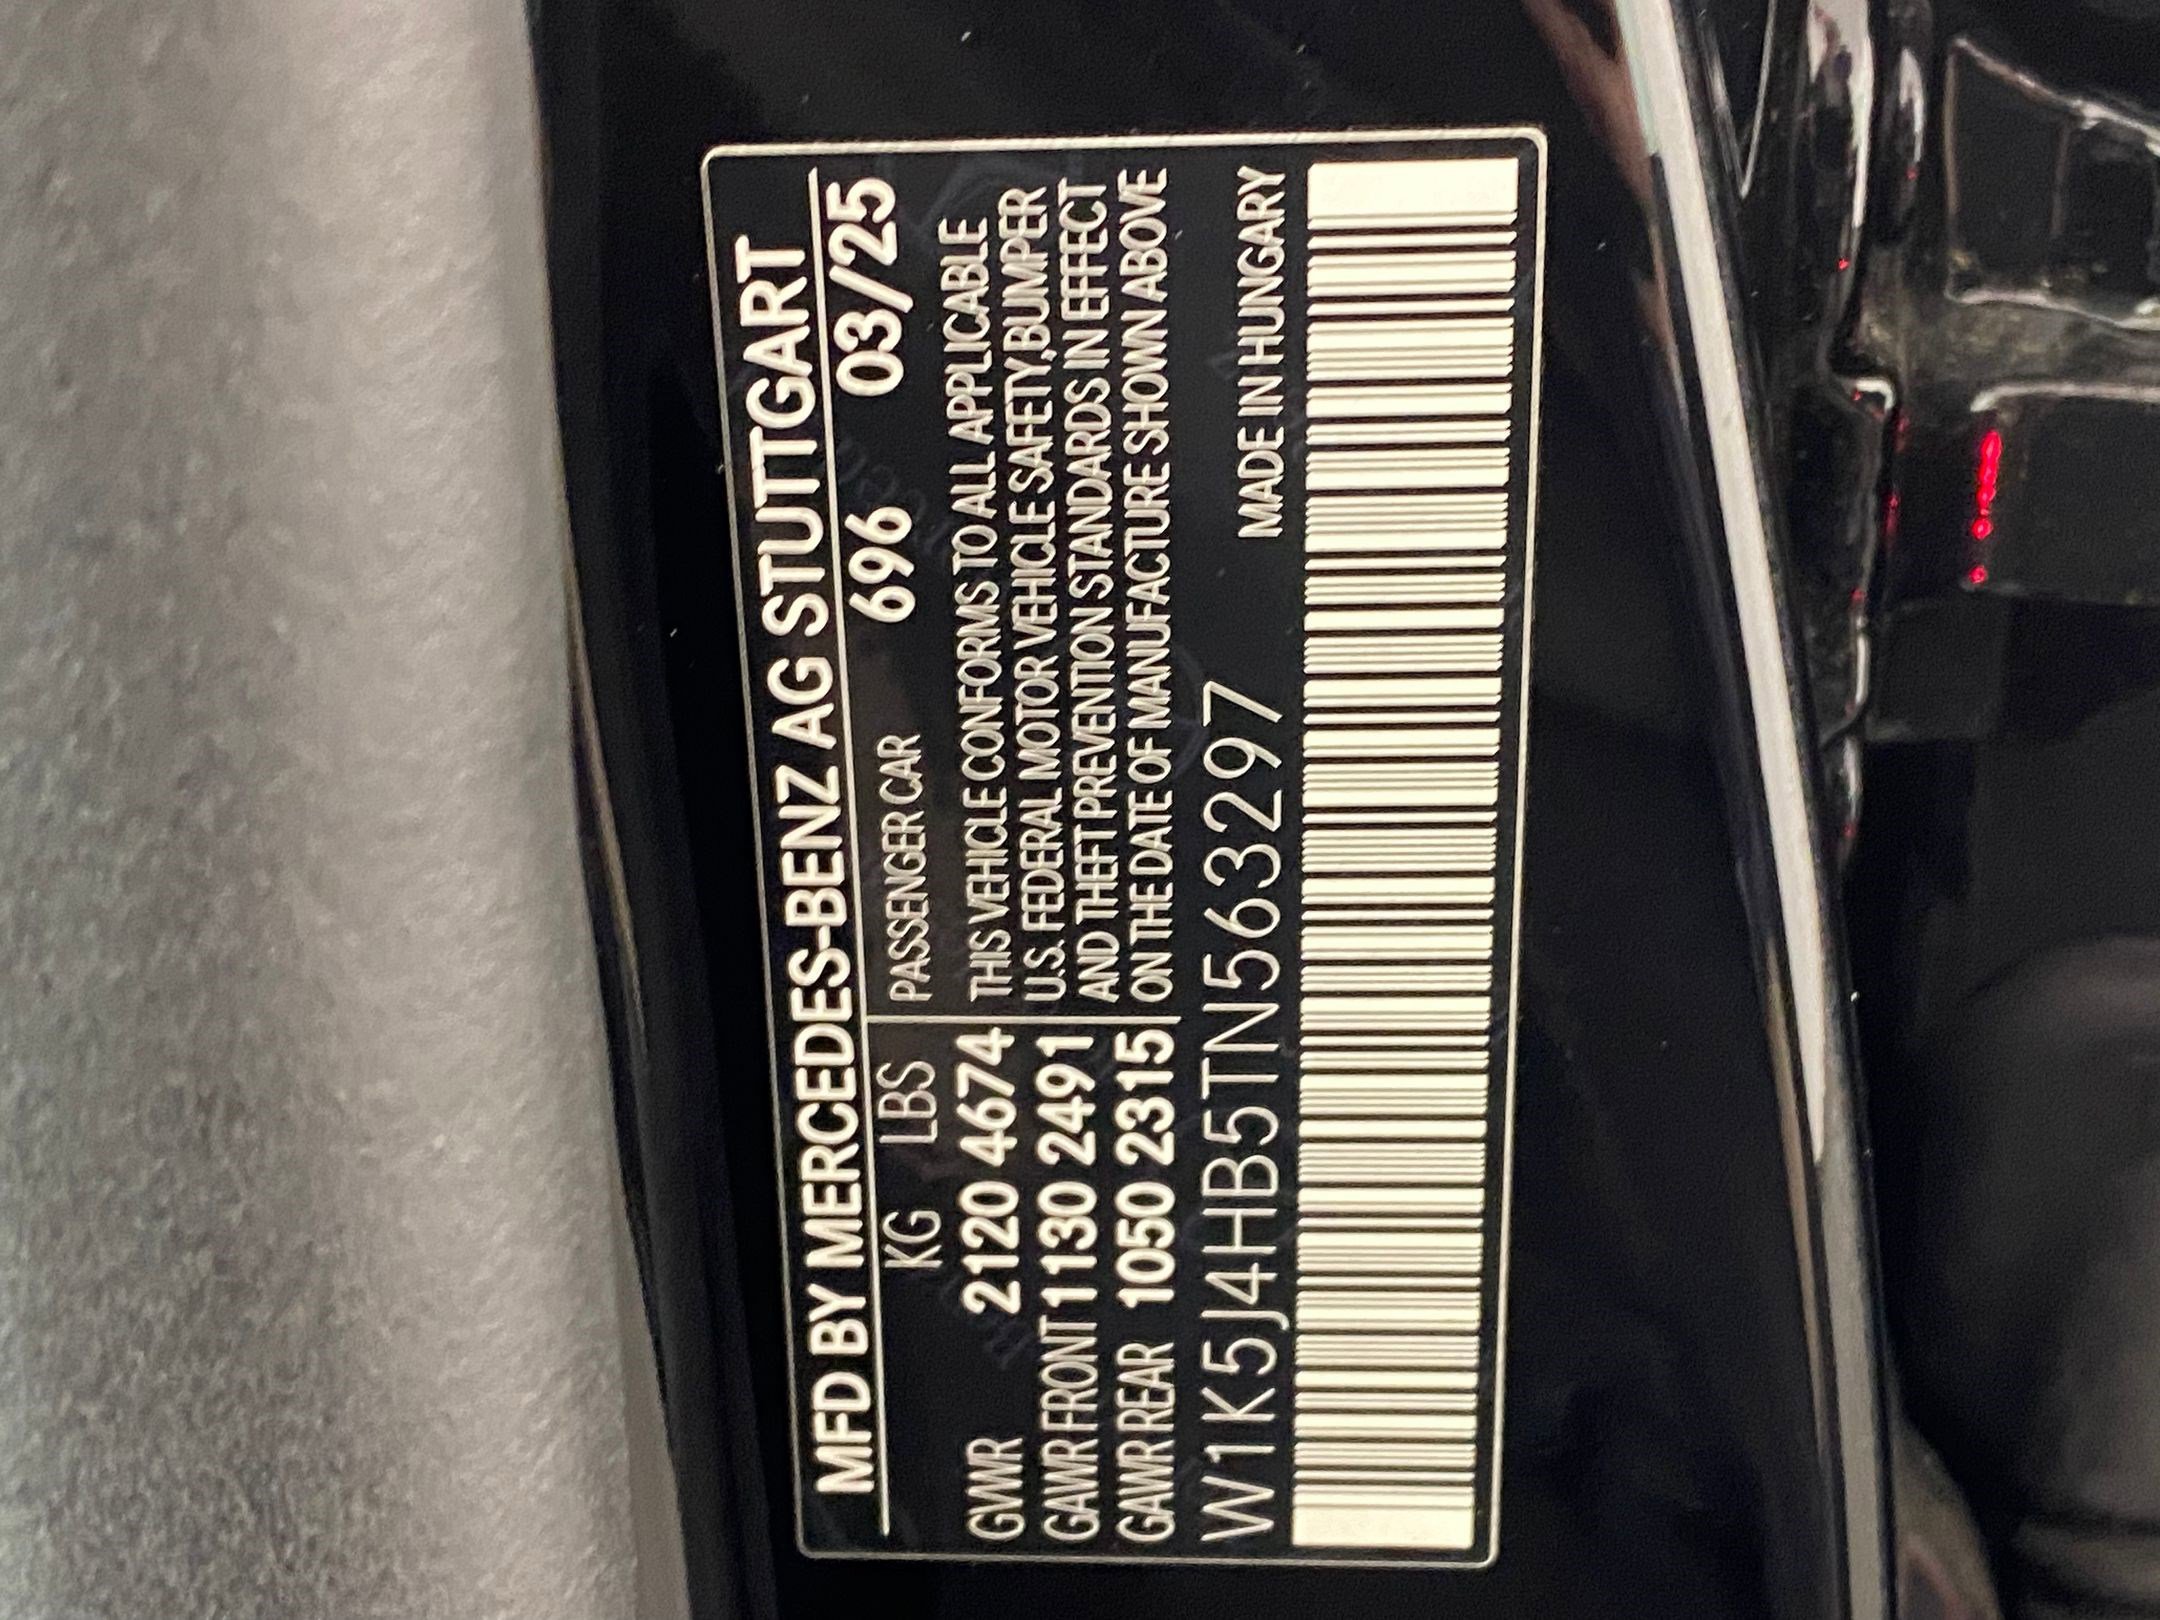 MFD BY MERCEDES-BENZ AG STUTTGART
KG LBS PASSENGER CAR 696 03/25
GVWR 2120 4674 THIS VEHICLE CONFORMS TO ALL APPLICABLE
U.S. FEDERAL MOTOR VEHICLE SAFETY,BUMPER
GAWR FRONT 1130 2491 AND THEFT PREVENTION STANDARDS IN EFFECT
GAWR REAR 1050 2315 ON THE DATE OF MANUFACTURE SHOWN ABOVE
W1K5J4HB5TN563297 MADE IN HUNGARY